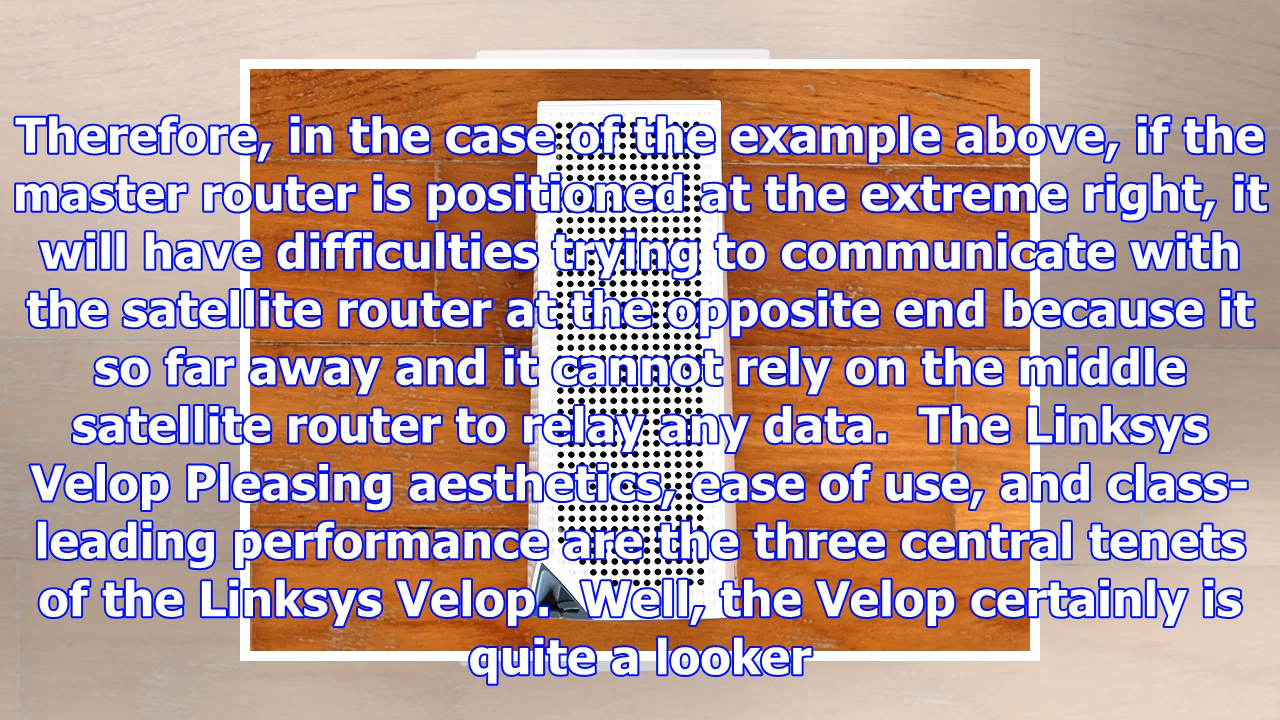 Therefore, in the case of the example above, if the
master router is positioned at the extreme right, it
will have difficulties trying to communicate with
the satellite router at the opposite end because it
so far away and it cannot rely on the middle
satellite router to relay any data.  The Linksys
Velop Pleasing aesthetics, ease of use, and class-
leading performance are the three central tenets
of the Linksys Velop.  Well, the Velop certainly is
quite a looker